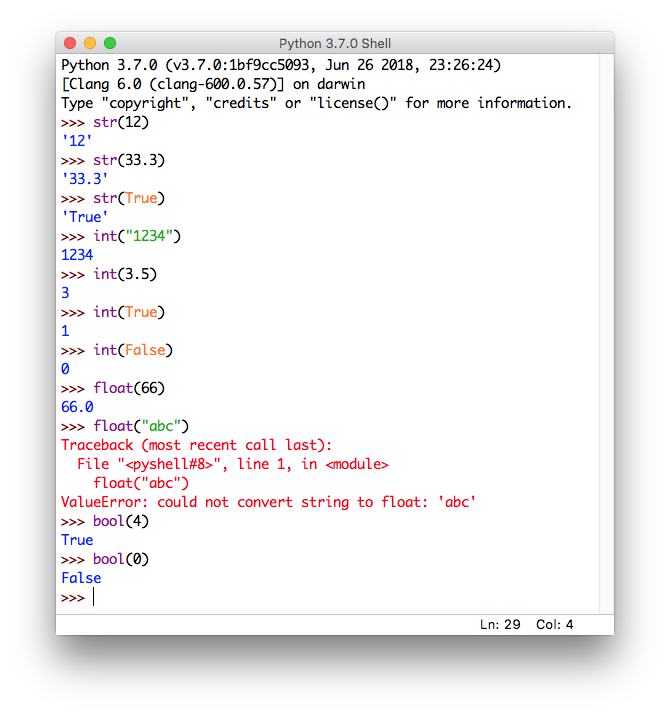 Python 3.7.0 Shell
Python 3.7.0 (v3.7.0:1bf9cc5093, Jun 26 2018, 23:26:24)
[Clang 6.0 (clang-600.0.57)] on darwin
Type "copyright", "credits" or "license()" for more information.
>>> str(12)
'12'
>>> str(33.3)
'33.3'
>>> str(True)
'True'
>>> int("1234")
1234
>>> int(3.5)
3
>>> int(True)
1
>>> int(False)
0
>>> float(66)
66.0
>>> float("abc")
Traceback (most recent call last):
  File "<pyshell#8>", line 1, in <module>
    float("abc")
ValueError: could not convert string to float: 'abc'
>>> bool(4)
True
>>> bool(0)
False
>>>
Ln: 29 Col: 4